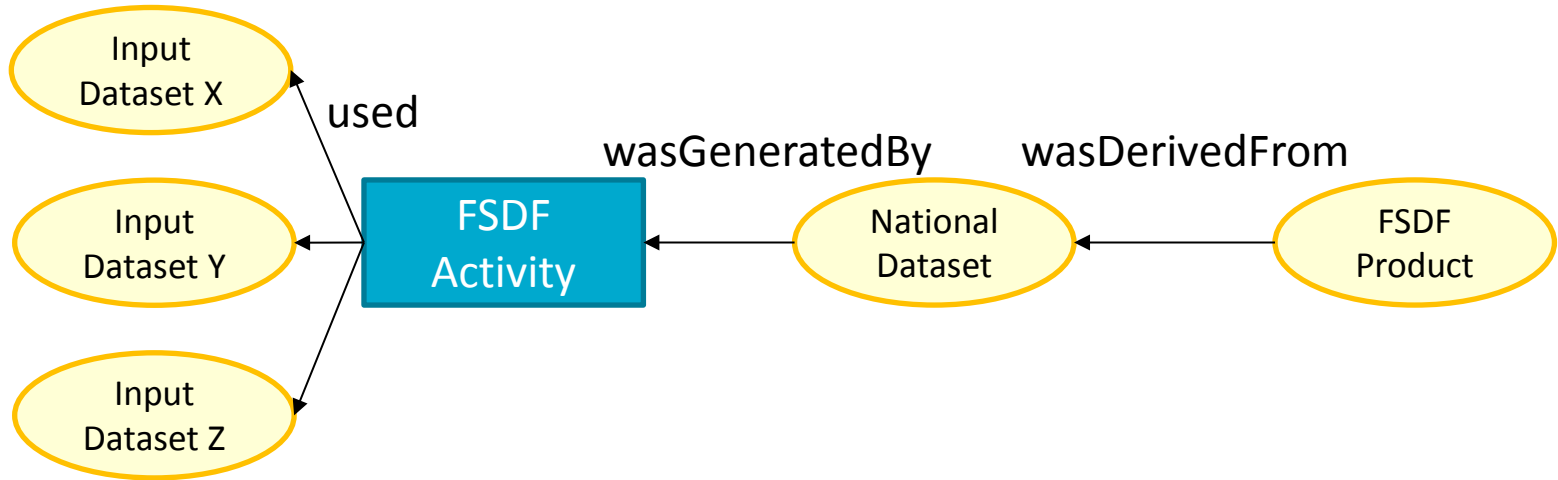 Input
Dataset X
used
wasGeneratedBy
wasDerivedFrom
Input
Dataset Y
FSDF
Activity
National
Dataset
FSDF
Product
Input
Dataset Z